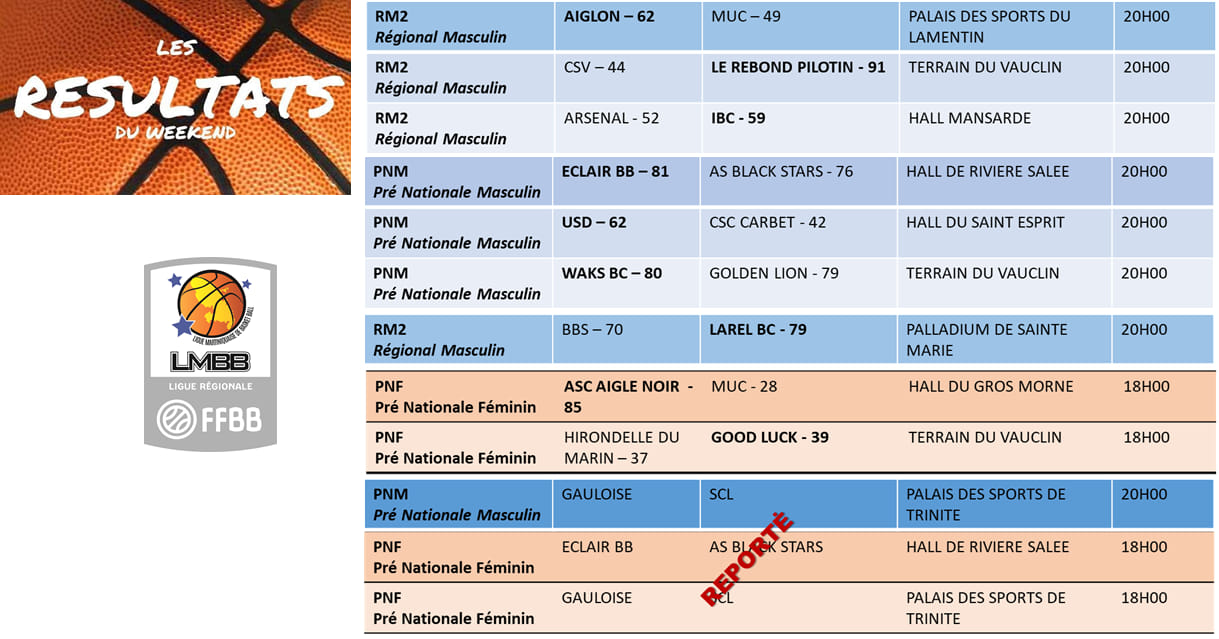 LES
RESULTATS
DU WEEKEND
LIGUE MARTINIQUAISE DE BASKET BALL
LMBB
LIGUE RÉGIONALE
FFBB
RM2 AIGLON – 62 MUC – 49 PALAIS DES SPORTS DU 20H00
Régional Masculin LAMENTIN
RM2 CSV – 44 LE REBOND PILOTIN - 91 TERRAIN DU VAUCLIN 20H00
Régional Masculin
RM2 ARSENAL - 52 IBC - 59 HALL MANSARDE 20H00
Régional Masculin
PNM ECLAIR BB – 81 AS BLACK STARS - 76 HALL DE RIVIERE SALEE 20H00
Pré Nationale Masculin
PNM USD – 62 CSC CARBET - 42 HALL DU SAINT ESPRIT 20H00
Pré Nationale Masculin
PNM WAKS BC – 80 GOLDEN LION - 79 TERRAIN DU VAUCLIN 20H00
Pré Nationale Masculin
RM2 BBS – 70 LAREL BC - 79 PALLADIUM DE SAINTE 20H00
Régional Masculin MARIE
PNF ASC AIGLE NOIR - MUC - 28 HALL DU GROS MORNE 18H00
Pré Nationale Féminin 85
PNF HIRONDELLE DU GOOD LUCK - 39 TERRAIN DU VAUCLIN 18H00
Pré Nationale Féminin MARIN – 37
PNM GAULOISE SCL PALAIS DES SPORTS DE 20H00
Pré Nationale Masculin TRINITE
PNF ECLAIR BB AS BLACK STARS HALL DE RIVIERE SALEE 18H00
Pré Nationale Féminin
REPORTÉ
PNF GAULOISE SCL PALAIS DES SPORTS DE 18H00
Pré Nationale Féminin TRINITE